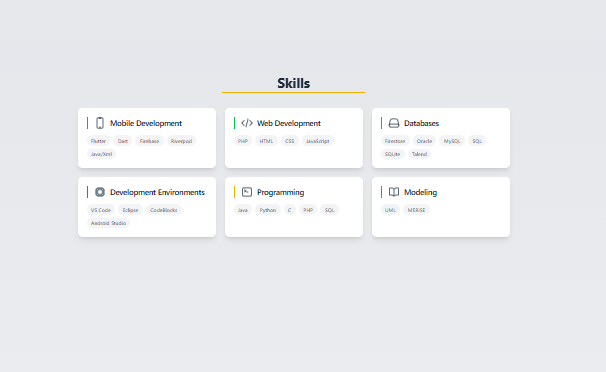 Skills
Mobile Development
Flutter Dart Firebase Riverpod
Java/Xml
Web Development
PHP HTML CSS JavaScript
Databases
Firestore Oracle MySQL SQL
SQLite Talend
Development Environments
VS Code Eclipse CodeBlocks
Android Studio
Programming
Java Python C PHP SQL
Modeling
UML MERISE